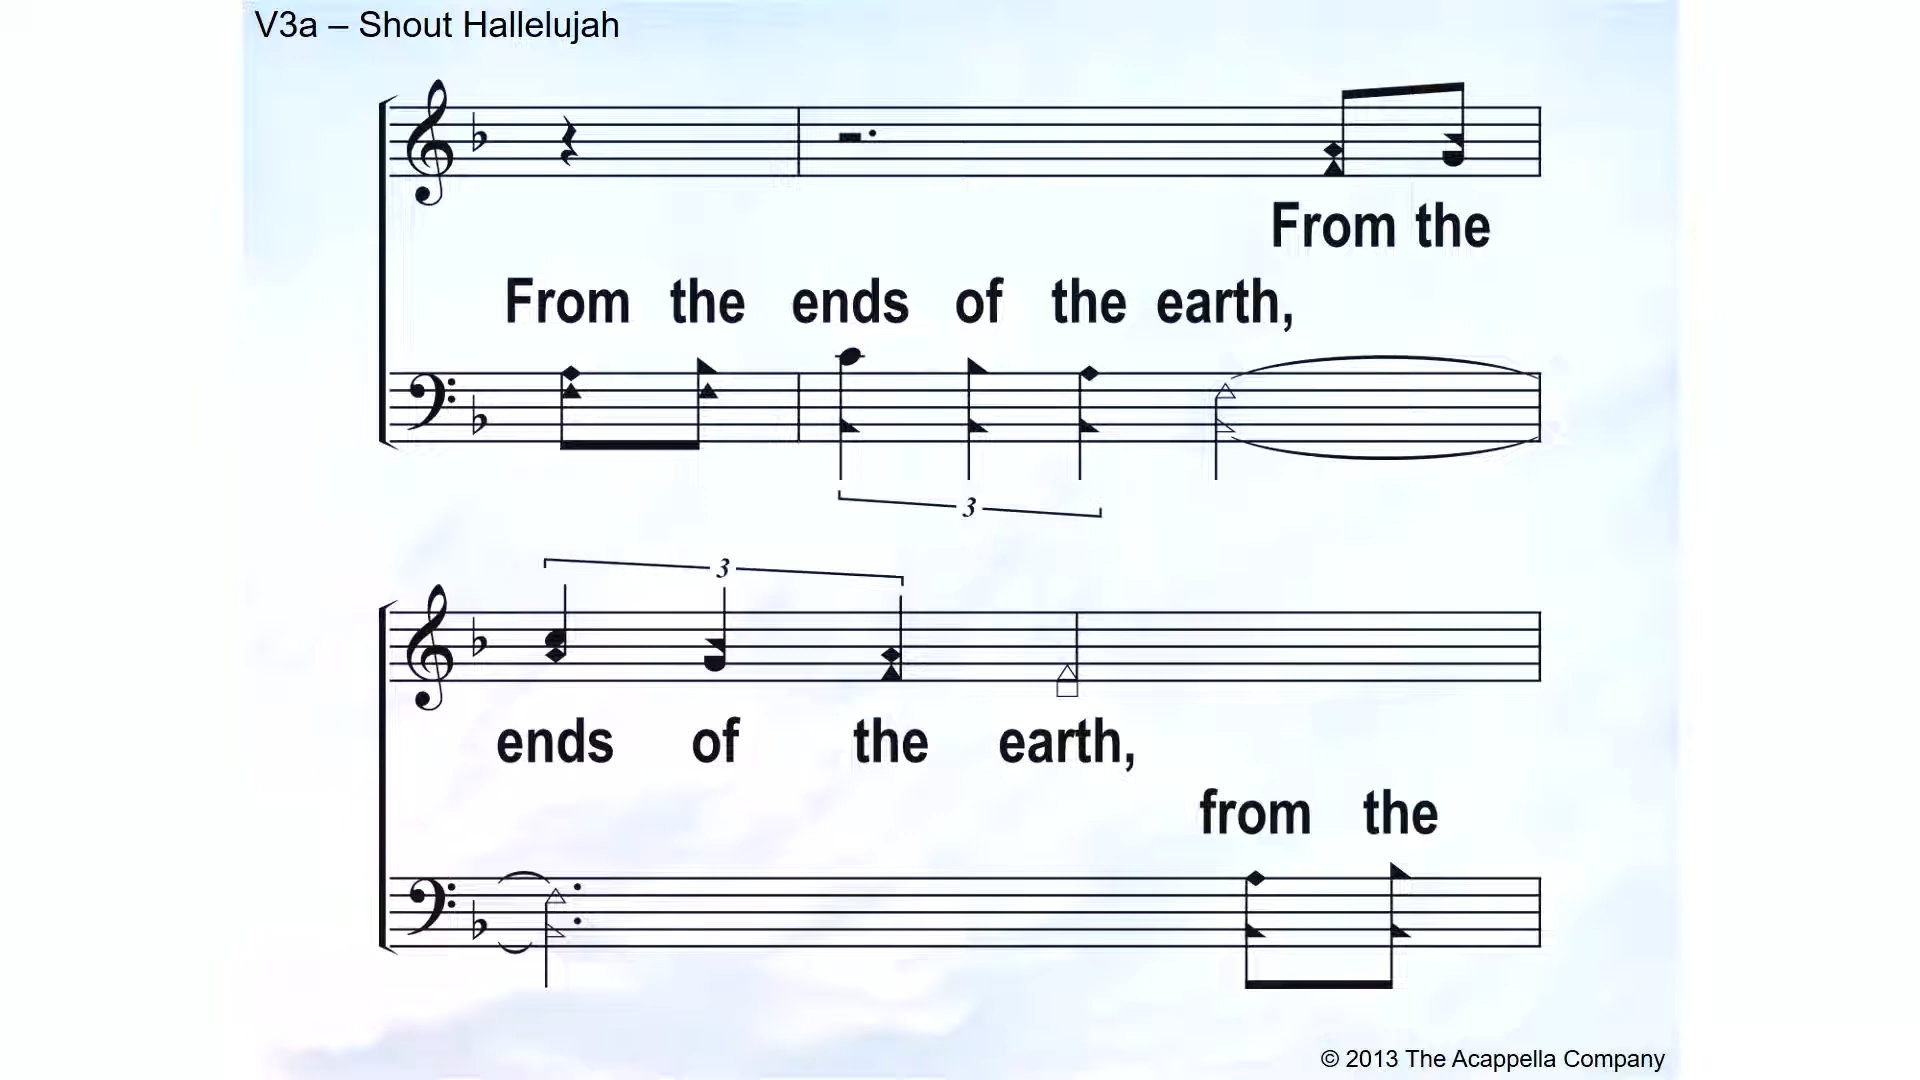 V3a – Shout Hallelujah
From the
From the ends of the earth,
3
3
ends of the earth,
from the
© 2013 The Acappella Company